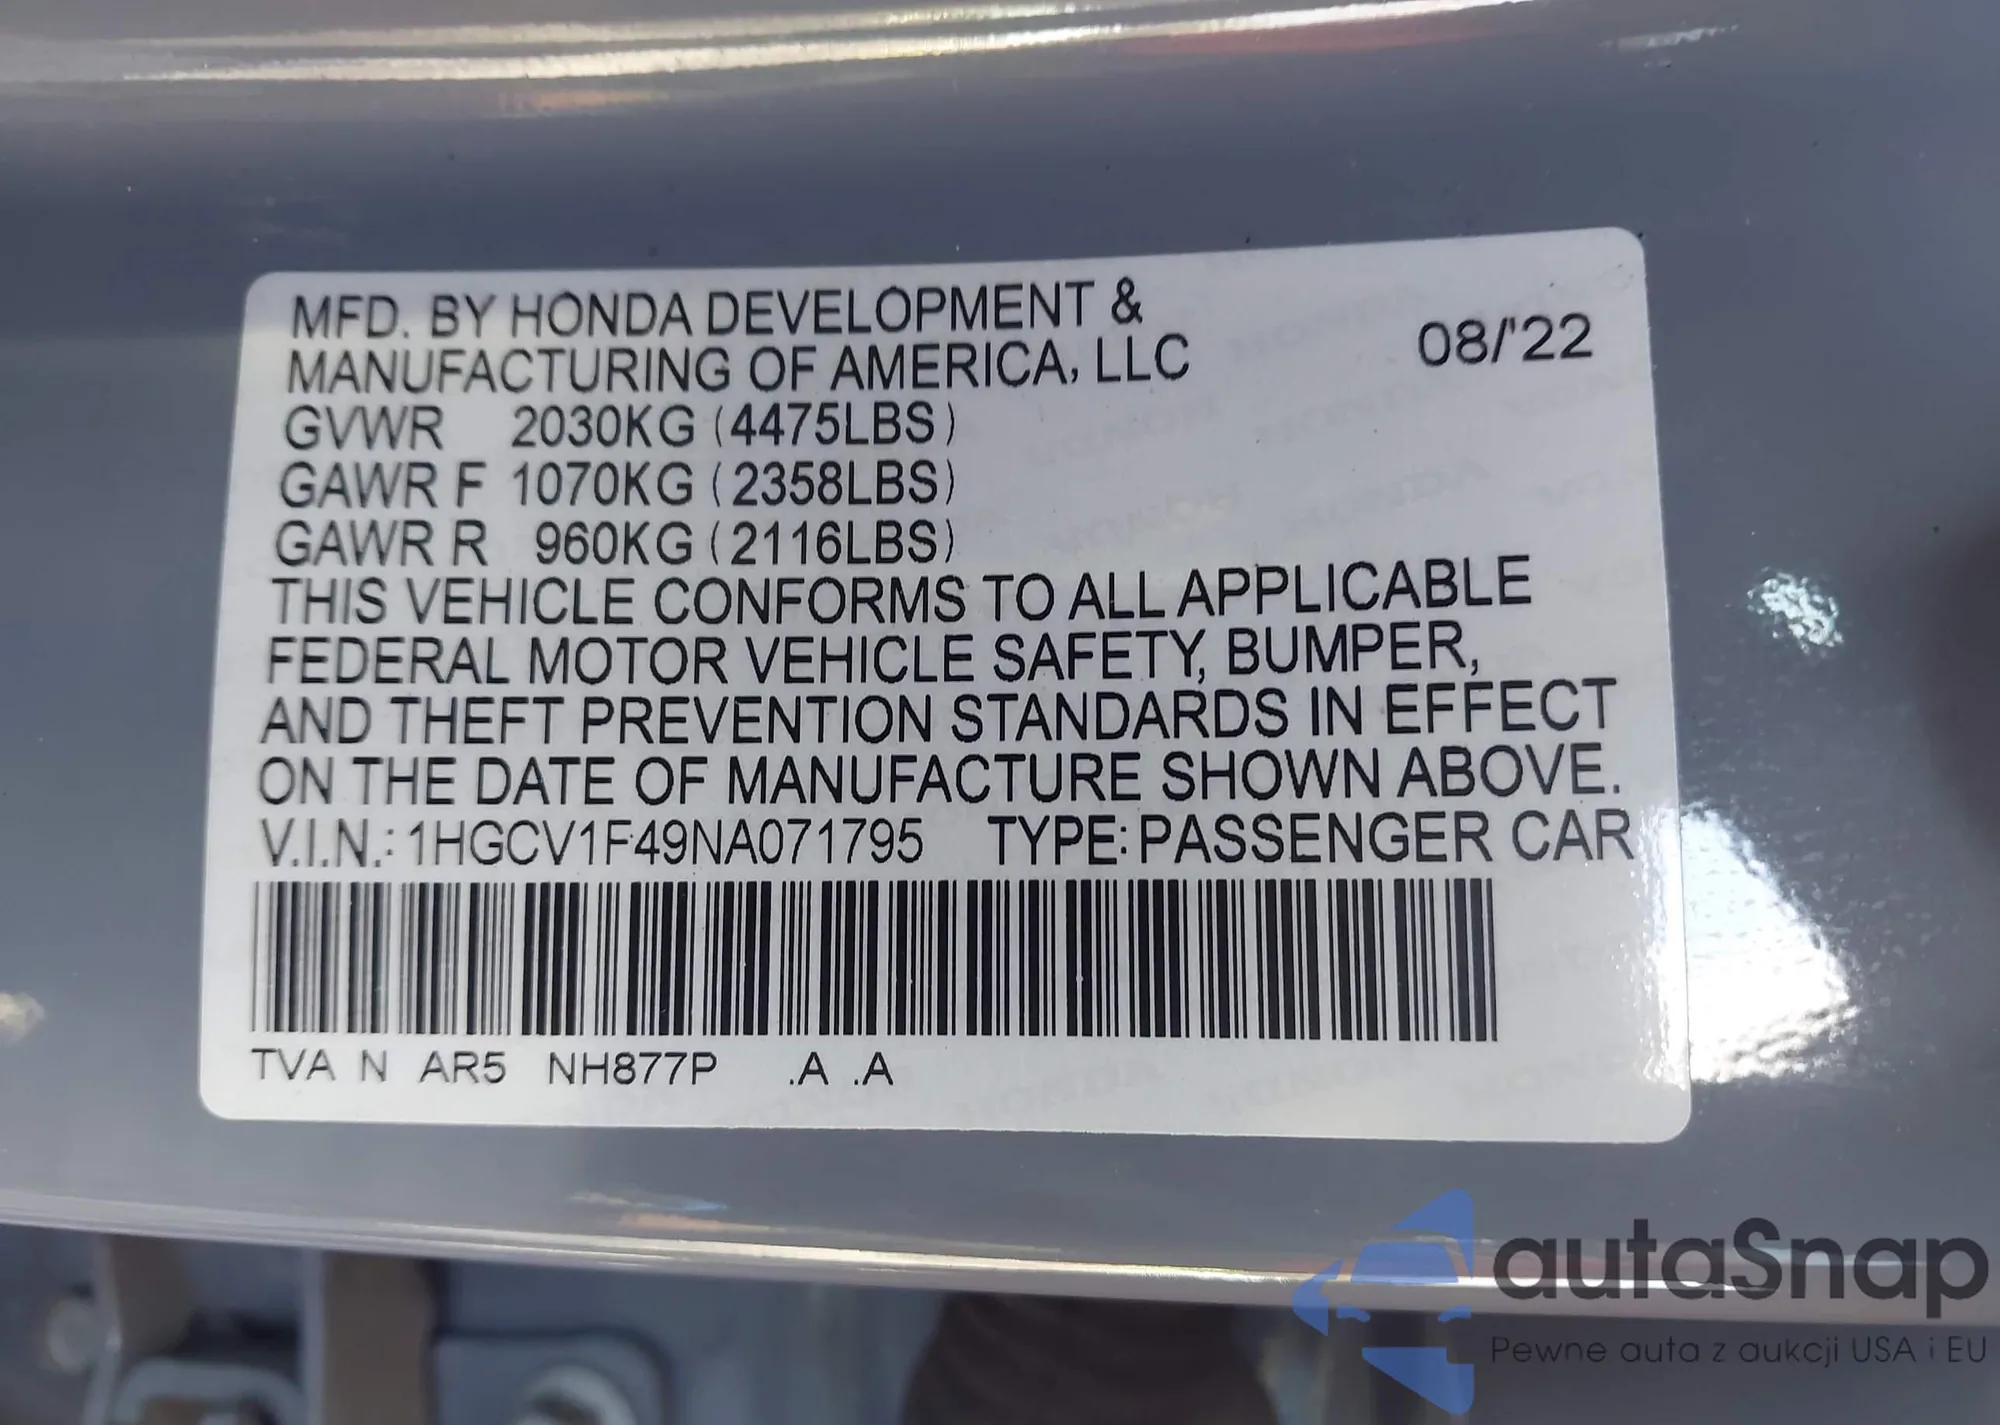 MFD. BY HONDA DEVELOPMENT &
MANUFACTURING OF AMERICA, LLC
08/'22
GVWR 2030KG (4475LBS)
GAWR F 1070KG (2358LBS)
GAWR R 960KG (2116LBS)
THIS VEHICLE CONFORMS TO ALL APPLICABLE
FEDERAL MOTOR VEHICLE SAFETY, BUMPER,
AND THEFT PREVENTION STANDARDS IN EFFECT
ON THE DATE OF MANUFACTURE SHOWN ABOVE.
V.I.N.: 1HGCV1F49NA071795 TYPE: PASSENGER CAR
TVA N AR5 NH877P .A .A
autaSnap
Pewne auta z aukcji USA i EU